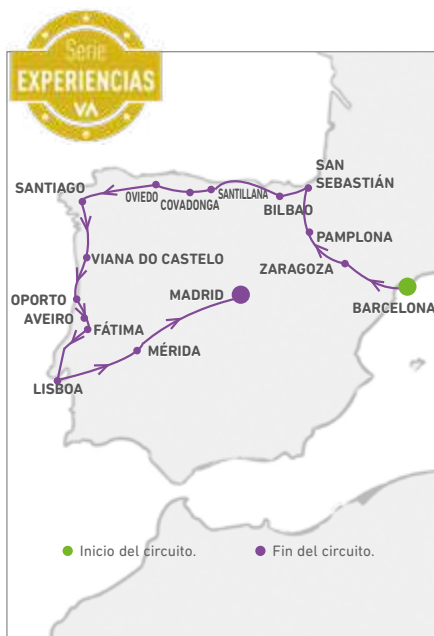 Serie
EXPERIENCIAS
VA
SAN
SEBASTIÁN
SANTIAGO
OVIEDO
COVADONGA
SANTILLANA
BILBAO
PAMPLONA
VIANA DO CASTELO
ZARAGOZA
MADRID
OPORTO
BARCELONA
AVEIRO
FÁTIMA
MÉRIDA
LISBOA
Inicio del circuito.
Fin del circuito.